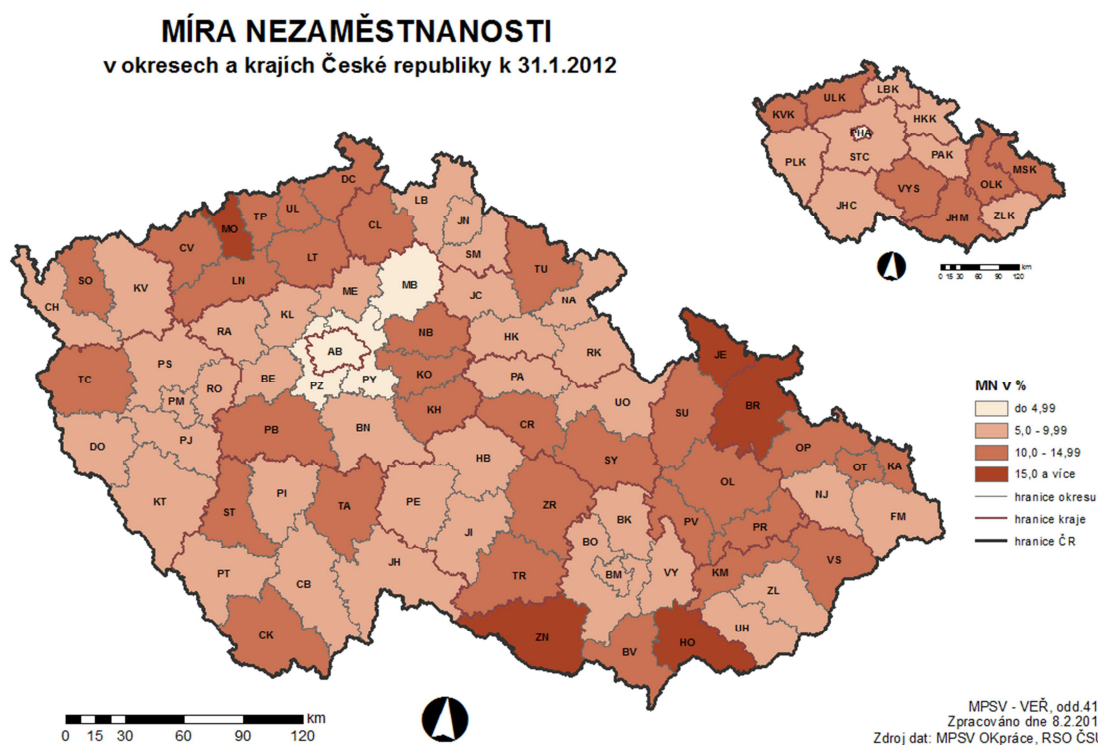 MÍRA NEZAMĚSTNANOSTI
v okresech a krajích České republiky k 31.1.2012
LBK
ULK
KVK
HKK
PHA
STC
PAK
PLK
MSK
OLK
VYS
JHC
JHM
ZLK
km
0 15 30 60 90 120
DC
LB
UL
JN
TP
MO
CL
CV
LT
SM
TU
SO
KV
LN
ME
MB
JC
NA
CH
KL
RA
NB
HK
AB
RK
JE
PS
TC
RO
BE
PZ
PY
KO
PA
PM
UO
BR
KH
SU
PB
BN
CR
PJ
DO
OP
HB
SY
OT
KA
OL
KT
PI
NJ
ST
TA
PE
ZR
FM
BK
PV
PR
JI
BO
VS
JH
PT
CB
TR
BM
VY
KM
ZL
UH
CK
ZN
BV
HO
MN v %
do 4,99
5,0 - 9,99
10,0 - 14,99
15,0 a více
hranice okresu
hranice kraje
hranice ČR
km
0 15 30 60 90 120
MPSV - VEŘ, odd.41
Zpracováno dne 8.2.201
Zdroj dat: MPSV OKpráce, RSO ČSÚ